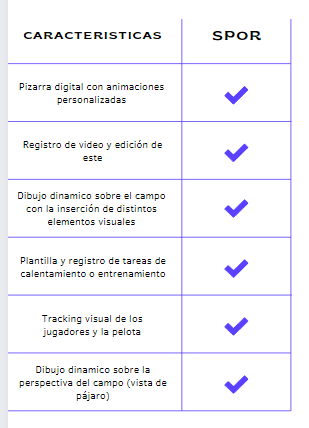 CARACTERISTICAS
SPOR
Pizarra digital con animaciones
personalizadas
Registro de video y edición de
este
Dibujo dinamico sobre el campo
con la inserción de distintos
elementos visuales
Plantilla y registro de tareas de
calentamiento o entrenamiento
Tracking visual de los
jugadores y la pelota
Dibujo dinamico sobre la
perspectiva del campo (vista de
pájaro)